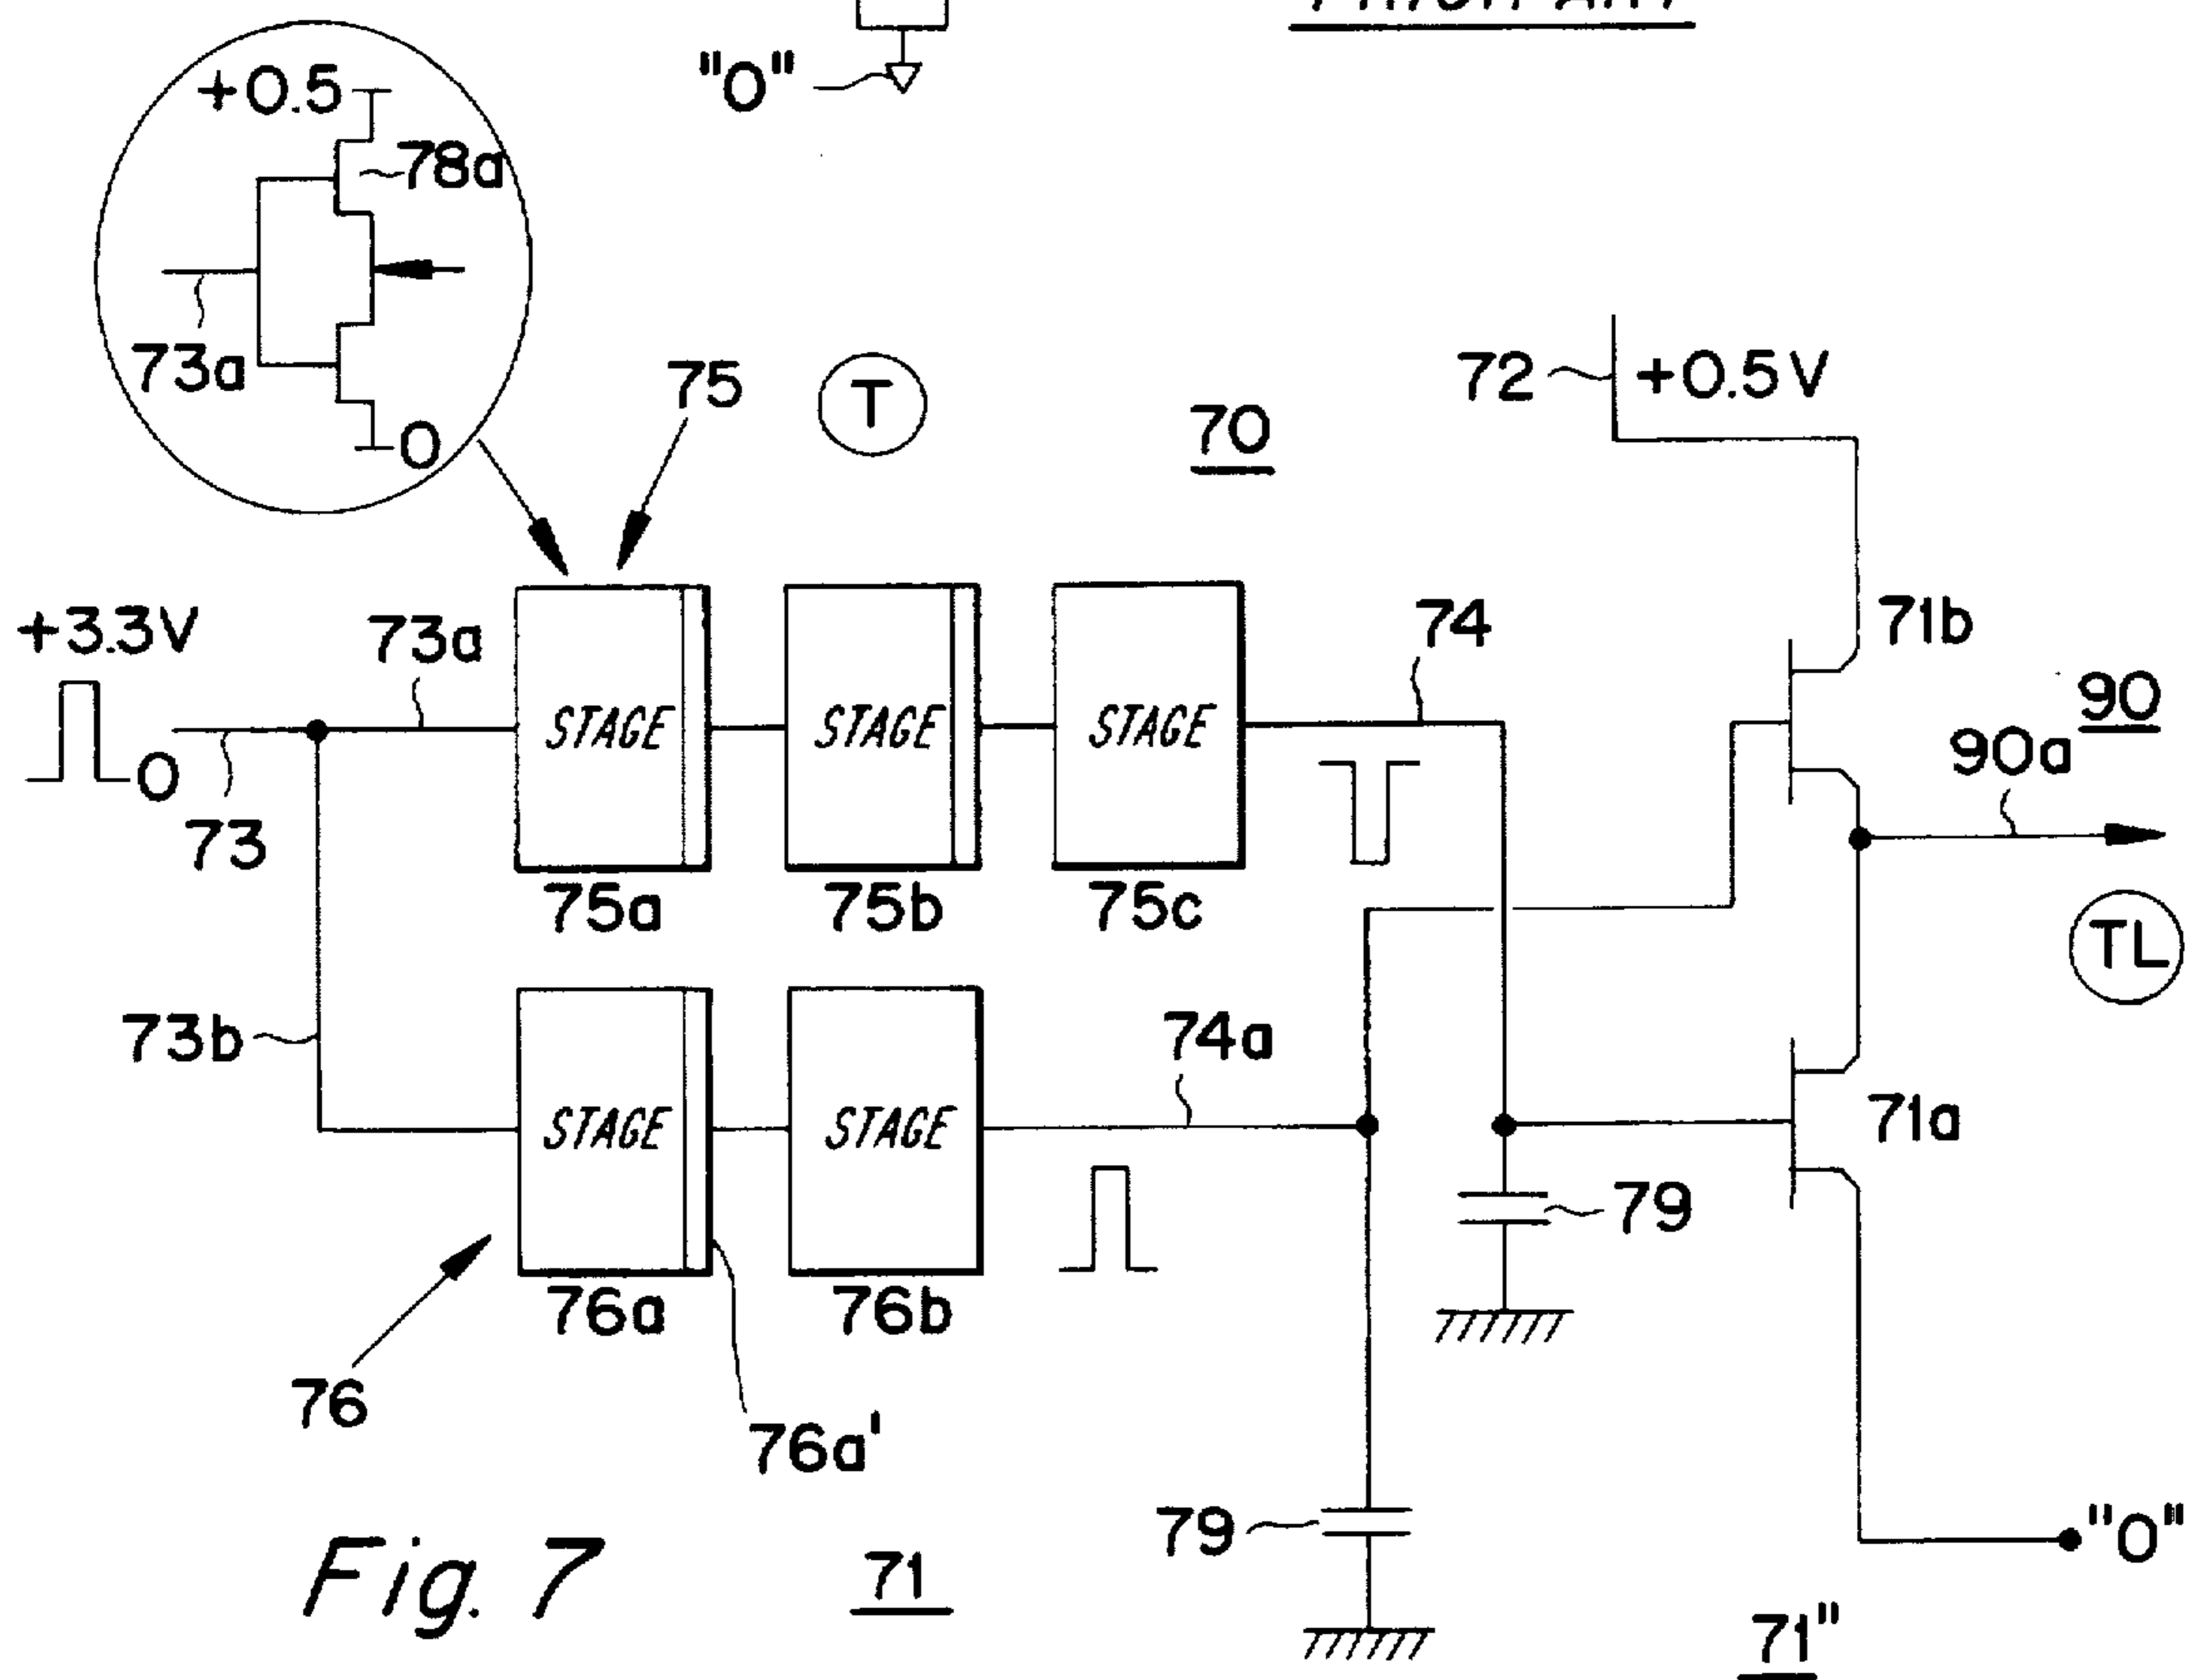 "0"
+0.5
78a
73a
0
75
T
70
72
+0.5V
+3.3V
0
73
73a
STAGE
STAGE
STAGE
74
71b
90
90a
75a
75b
75c
TL
73b
STAGE
STAGE
74a
71a
79
76a
76b
76
76a'
79
"0"
Fig. 7
71
71"